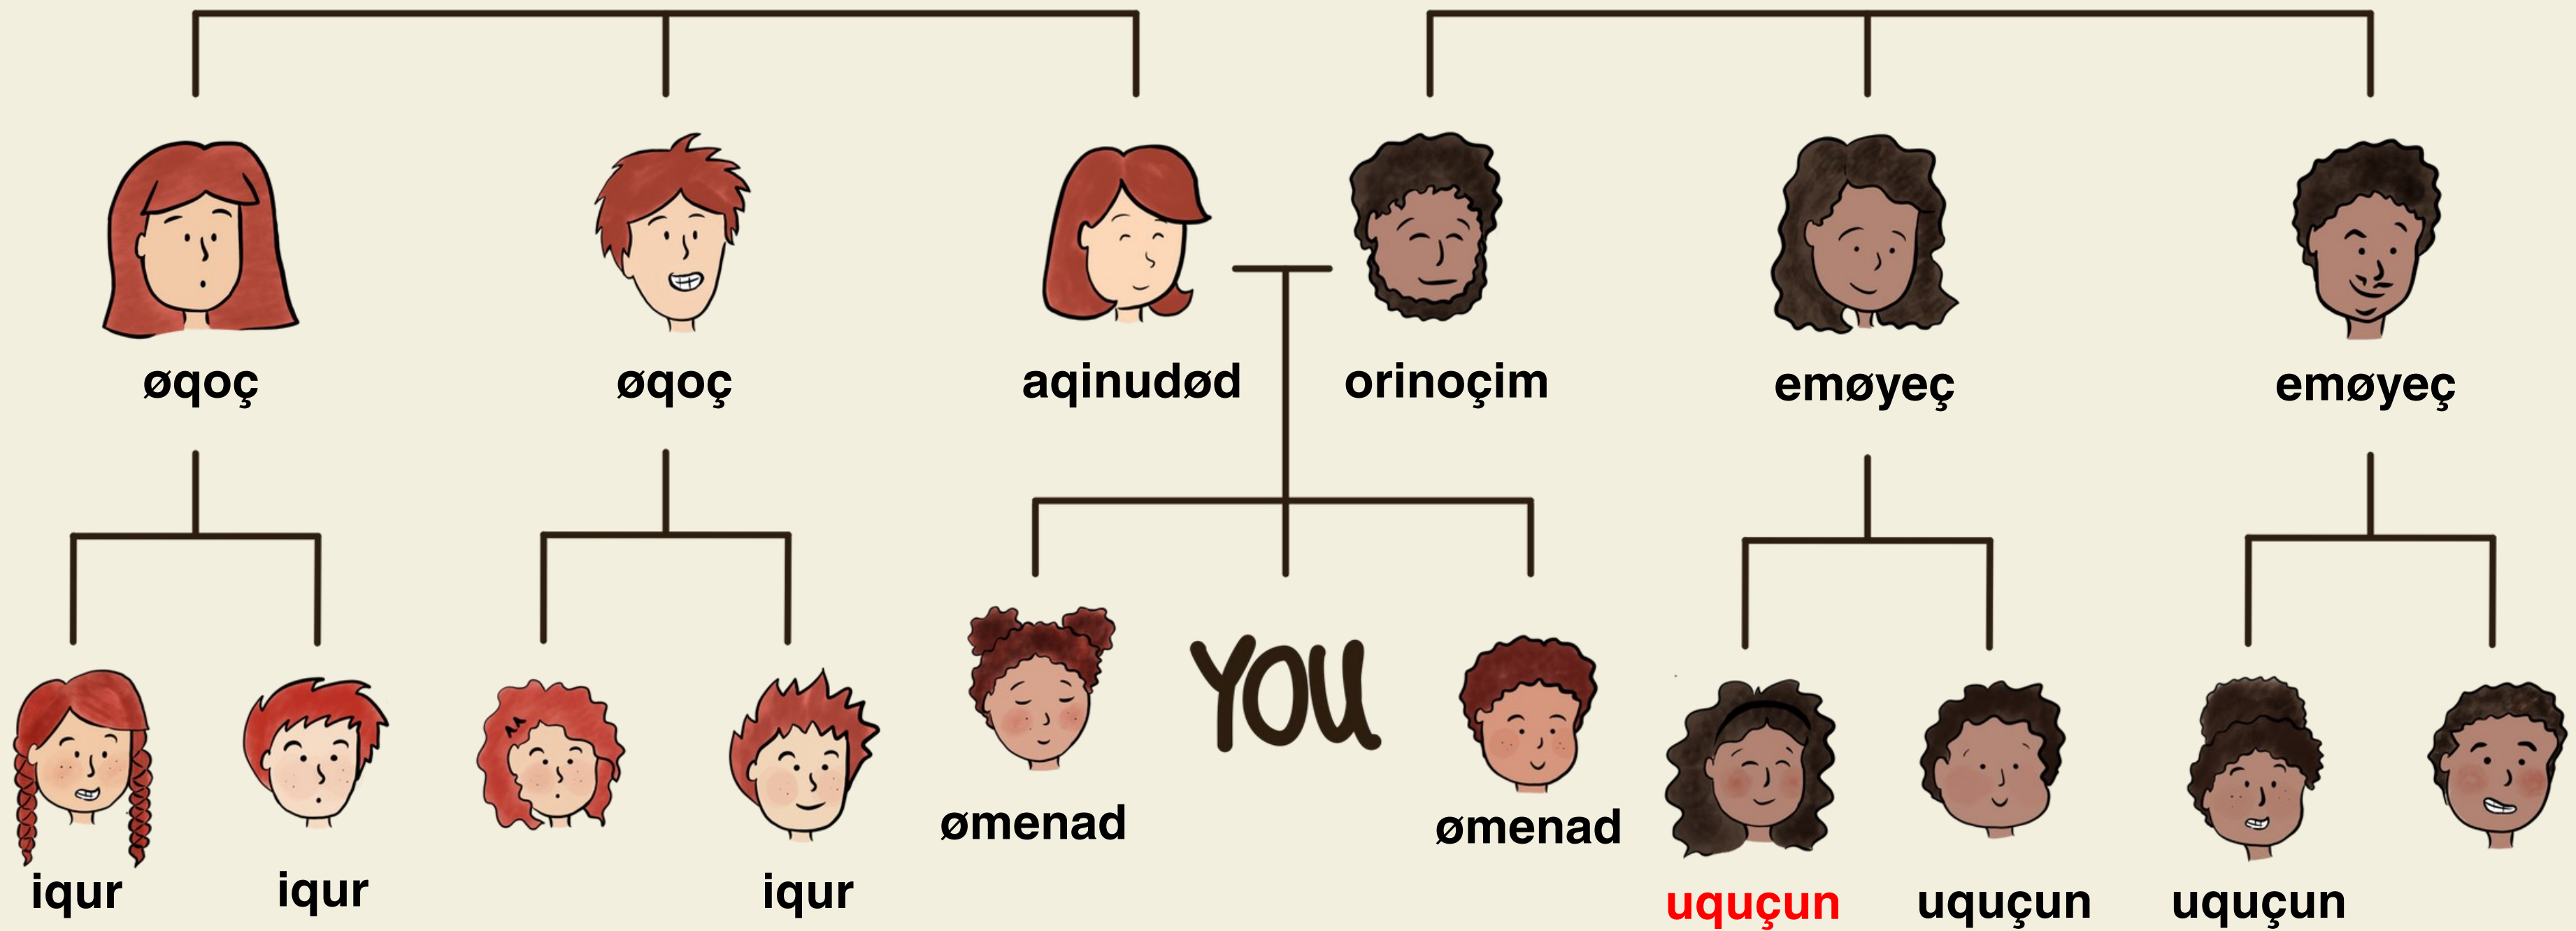 øqoç
øqoç
aqinudød
orinoçim
emøyeç
emøyeç
YOU
ømenad
ømenad
iqur
iqur
iqur
uquçun
uquçun
uquçun